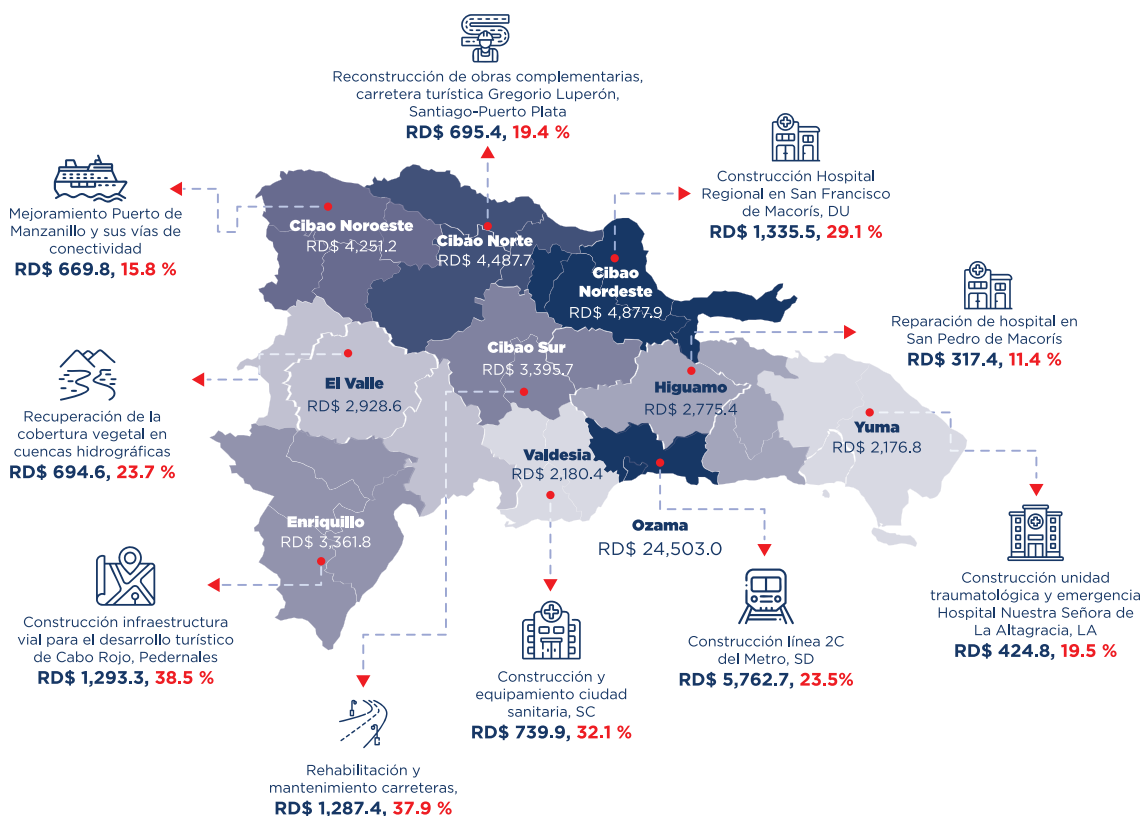 Reconstrucción de obras complementarias,
carretera turística Gregorio Luperón,
Santiago-Puerto Plata
RD$ 695.4, 19.4 %
Construcción Hospital
Regional en San Francisco
de Macorís, DU
RD$ 1,335.5, 29.1 %
Mejoramiento Puerto de
Manzanillo y sus vías de
conectividad
RD$ 669.8, 15.8 %
Cibao Noroeste
RD$ 4,251.2
Cibao Norte
RD$ 4,487.7
Cibao
Nordeste
RD$ 4,877.9
Reparación de hospital en
San Pedro de Macorís
RD$ 317.4, 11.4 %
Cibao Sur
RD$ 3,395.7
El Valle
RD$ 2,928.6
Higuamo
RD$ 2,775.4
Yuma
RD$ 2,176.8
Recuperación de la
cobertura vegetal en
cuencas hidrográficas
RD$ 694.6, 23.7 %
Valdesia
RD$ 2,180.4
Enriquillo
RD$ 3,361.8
Ozama
RD$ 24,503.0
Construcción infraestructura
vial para el desarrollo turístico
de Cabo Rojo, Pedernales
RD$ 1,293.3, 38.5 %
Construcción y
equipamiento ciudad
sanitaria, SC
RD$ 739.9, 32.1 %
Construcción línea 2C
del Metro, SD
RD$ 5,762.7, 23.5%
Construcción unidad
traumatológica y emergencia
Hospital Nuestra Señora de
La Altagracia, LA
RD$ 424.8, 19.5 %
Rehabilitación y
mantenimiento carreteras,
RD$ 1,287.4, 37.9 %